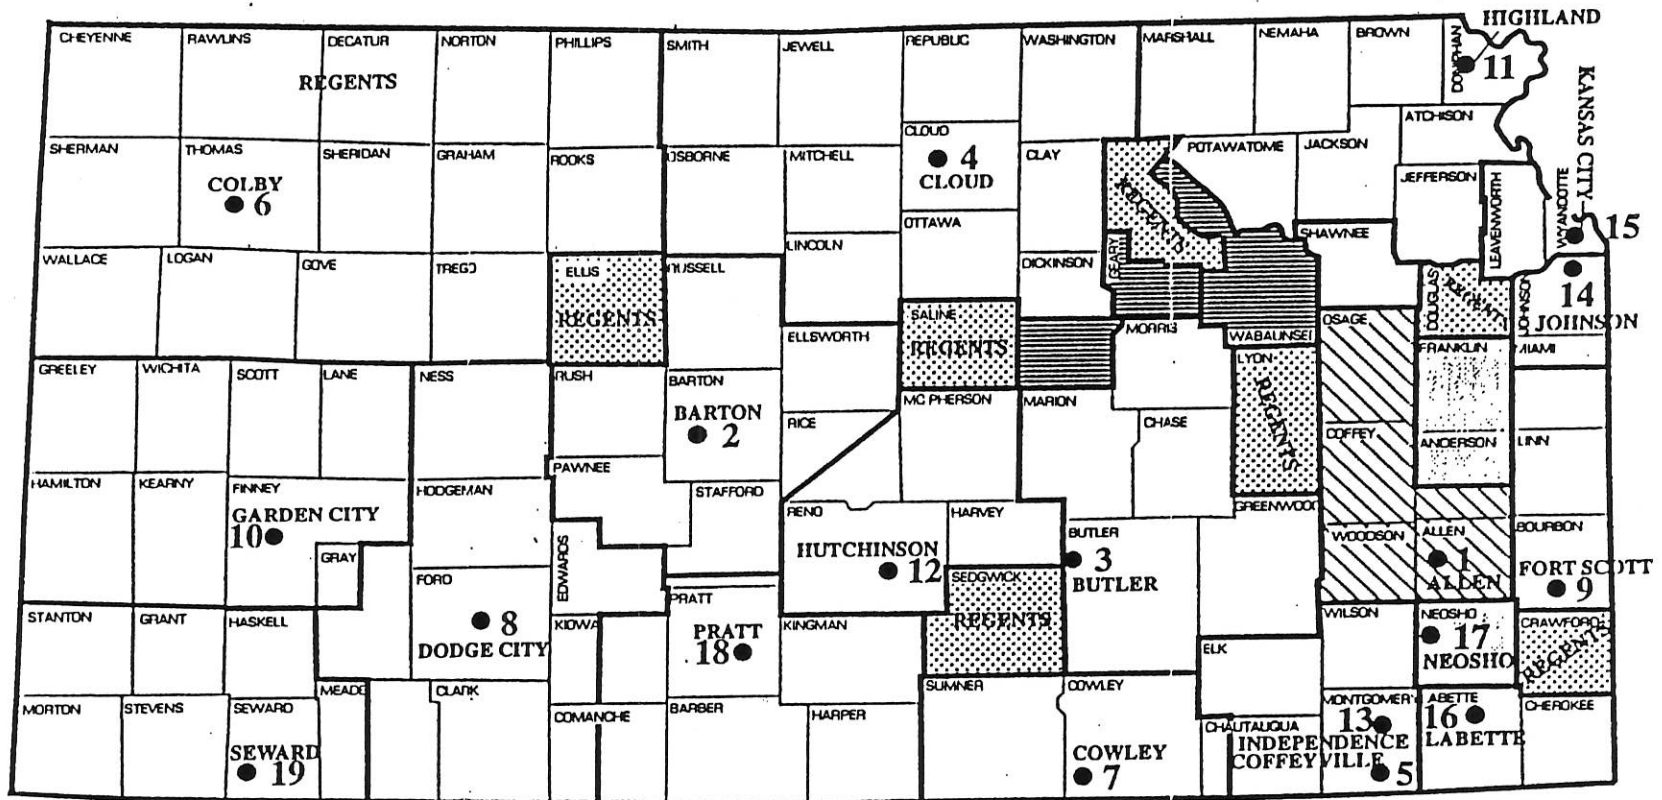 HIGHLAND
CHEYENNE RAWLINS DECATUR NORTON PHILLIPS SMITH JEWELL REPUBLIC WASHINGTON MARSHALL NEMAHA BROWN DONIPHAN
REGENTS
11
KANSAS CITY
ATCHISON
SHERMAN THOMAS SHERIDAN GRAHAM ROOKS OSBORNE MITCHELL CLOUD CLAY POTAWATOME JACKSON
4
CLOUD
COLBY
6
REGENTS
JEFFERSON LEAVENWORTH WYANDOTTE
15
OTTAWA
SHAWNEE
LINCOLN
WALLACE LOGAN GOVE TREGO ELLIS RUSSELL DICKINSON GEARY
REGENTS
DOUGLAS REGENTS JOHNSON
14
JOHNSON
SALINE
REGENTS
ELLSWORTH MORRIS WABAUNSEE OSAGE FRANKLIN MIAMI
GREELEY WICHITA SCOTT LANE NESS RUSH BARTON
LYON
REGENTS
BARTON
2
RICE MC PHERSON MARION CHASE COFFEY ANDERSON LINN
PAWNEE
HAMILTON KEARNY FINNEY HODGEMAN STAFFORD
GARDEN CITY
10
RENO HARVEY GREENWOOD
GRAY
EDWARDS
HUTCHINSON
12
BUTLER
3
BUTLER
WOODSON ALLEN BOURBON
1
ALLEN
FORT SCOTT
9
FORD
8
DODGE CITY
SEDGWICK
REGENTS
STANTON GRANT HASKELL KIOWA PRATT KINGMAN WILSON NEOSHO CRAWFORD
PRATT
18
17
NEOSHO
REGENTS
ELK
MORTON STEVENS SEWARD MEADE CLARK COMANCHE BARBER HARPER SUMNER COWLEY CHAUTAUQUA MONTGOMERY LABETTE CHEROKEE
SEWARD
19
COWLEY
7
13
INDEPENDENCE
COFFEYVILLE
5
16
LABETTE